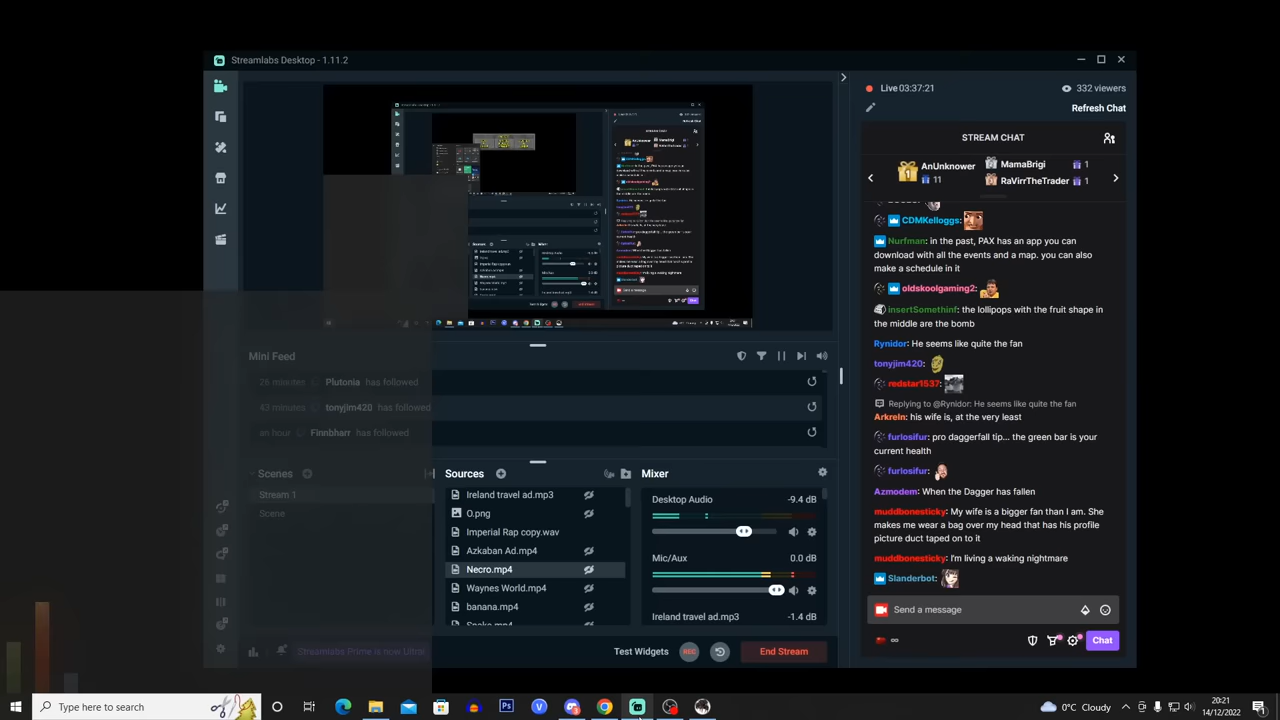 Streamlabs Desktop - 1.11.2
Live 03:37:21
332 viewers
Refresh Chat
STREAM CHAT
AnUnknower
11
MamaBrigi 1
RaVirrTheTrader 1
CDMKelloggs:
Nurfman: in the past, PAX has an app you can
download with all the events and a map. you can
make a schedule in it
oldskoolgaming2:
insertSomethinf: the lollipops with the fruit shape in
the middle are the bomb
Rynidor: He seems like quite the fan
tonyjim420:
redstar1537:
Replying to @Rynidor: He seems like quite the fan
Arkreln: his wife is, at the very least
furlosifur: pro daggerfall tip... the green bar is your
current health
furlosifur:
Azmodem: When the Dagger has fallen
muddbonesticky: My wife is a bigger fan than I am. She
makes me wear a bag over my head that has his profile
picture duct taped on to it
muddbonesticky: I'm living a waking nightmare
Slanderbot:
Send a message
∞
Chat
Mini Feed
26 minutes Plutonia has followed
43 minutes tonyjim420 has followed
an hour Finnbharr has followed
Scenes
Stream 1
Scene
Sources
Ireland travel ad.mp3
O.png
Imperial Rap copy.wav
Azkaban Ad.mp4
Necro.mp4
Waynes World.mp4
banana.mp4
Mixer
Desktop Audio -9.4 dB
Mic/Aux 0.0 dB
Ireland travel ad.mp3 -1.4 dB
Streamlabs Prime is now Ultra
Test Widgets
REC
End Stream
Type here to search
Ps
V
0°C Cloudy
20:21
14/12/2022